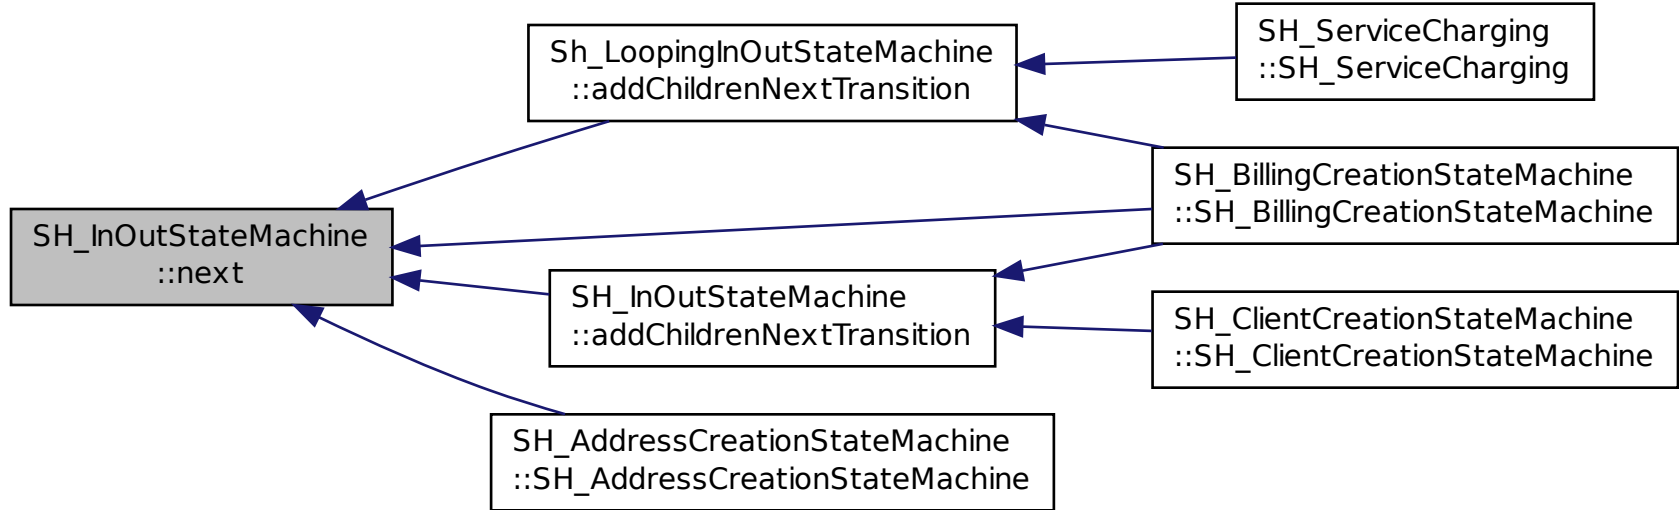 SH_InOutStateMachine
::next
Sh_LoopingInOutStateMachine
::addChildrenNextTransition
SH_InOutStateMachine
::addChildrenNextTransition
SH_AddressCreationStateMachine
::SH_AddressCreationStateMachine
SH_ServiceCharging
::SH_ServiceCharging
SH_BillingCreationStateMachine
::SH_BillingCreationStateMachine
SH_ClientCreationStateMachine
::SH_ClientCreationStateMachine